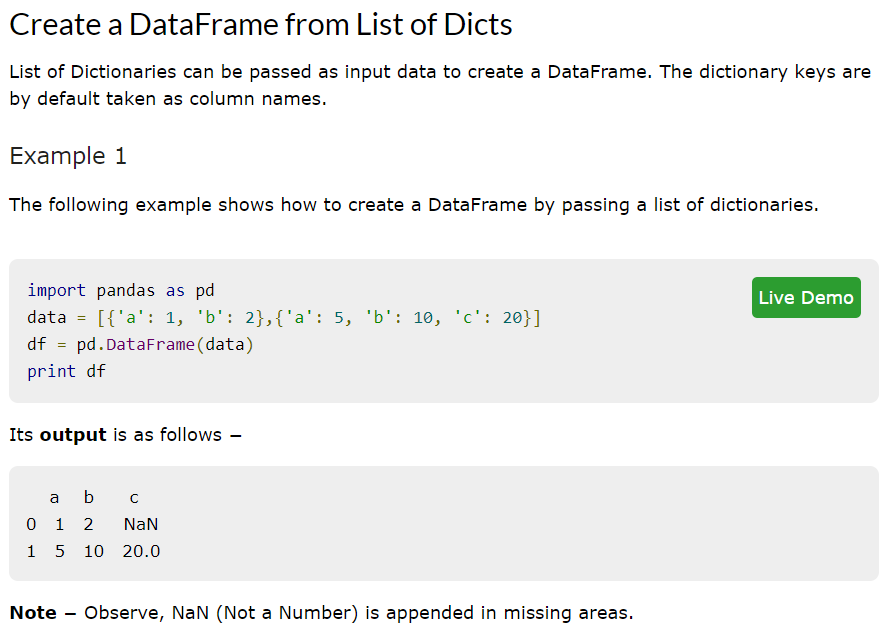 Create a DataFrame from List of Dicts
List of Dictionaries can be passed as input data to create a DataFrame. The dictionary keys are
by default taken as column names.
Example 1
The following example shows how to create a DataFrame by passing a list of dictionaries.
Live Demo
import pandas as pd
data = [{'a': 1, 'b': 2},{'a': 5, 'b': 10, 'c': 20}]
df = pd.DataFrame(data)
print df
Its output is as follows −
a b c
0 1 2 NaN
1 5 10 20.0
Note − Observe, NaN (Not a Number) is appended in missing areas.